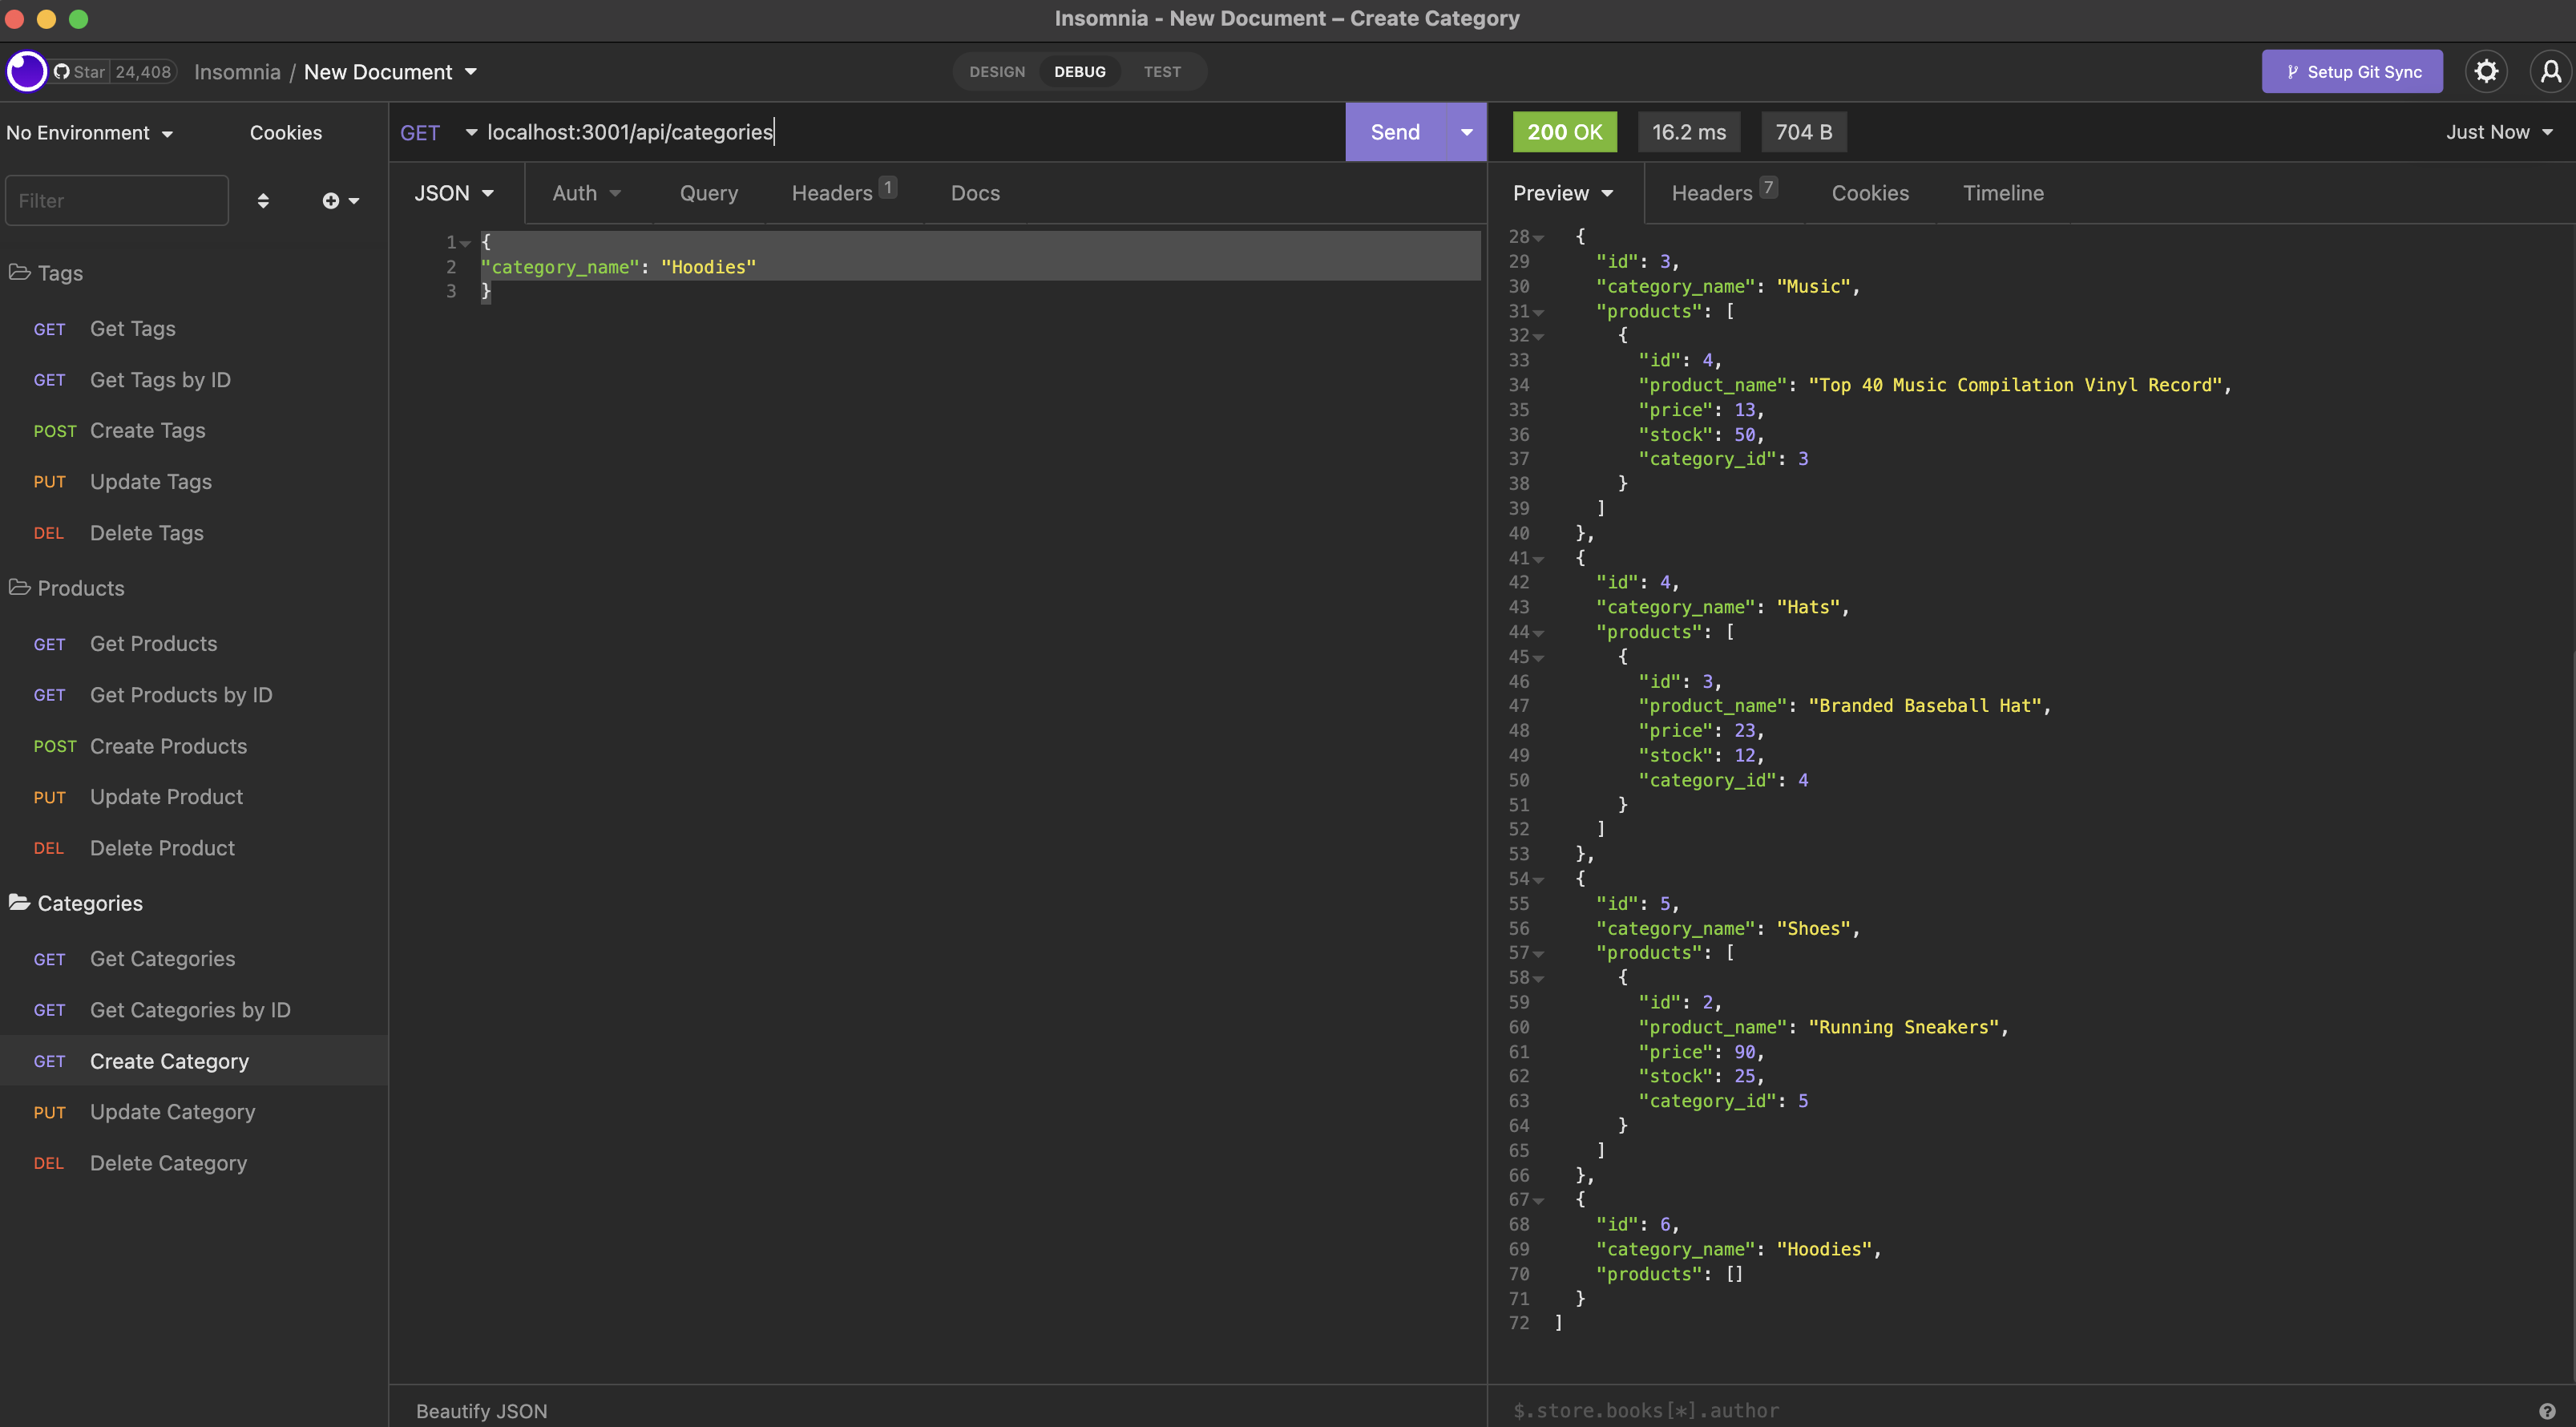 Insomnia - New Document – Create Category
Star 24,408 Insomnia / New Document
DESIGN DEBUG TEST
Setup Git Sync
No Environment Cookies
Filter
Tags
GET Get Tags
GET Get Tags by ID
POST Create Tags
PUT Update Tags
DEL Delete Tags
Products
GET Get Products
GET Get Products by ID
POST Create Products
PUT Update Product
DEL Delete Product
Categories
GET Get Categories
GET Get Categories by ID
GET Create Category
PUT Update Category
DEL Delete Category
GET localhost:3001/api/categories Send
JSON Auth Query Headers 1 Docs
1 {
2 "category_name": "Hoodies"
3 }
Beautify JSON
200 OK 16.2 ms 704 B Just Now
Preview Headers 7 Cookies Timeline
28 {
29 "id": 3,
30 "category_name": "Music",
31 "products": [
32 {
33 "id": 4,
34 "product_name": "Top 40 Music Compilation Vinyl Record",
35 "price": 13,
36 "stock": 50,
37 "category_id": 3
38 }
39 ]
40 },
41 {
42 "id": 4,
43 "category_name": "Hats",
44 "products": [
45 {
46 "id": 3,
47 "product_name": "Branded Baseball Hat",
48 "price": 23,
49 "stock": 12,
50 "category_id": 4
51 }
52 ]
53 },
54 {
55 "id": 5,
56 "category_name": "Shoes",
57 "products": [
58 {
59 "id": 2,
60 "product_name": "Running Sneakers",
61 "price": 90,
62 "stock": 25,
63 "category_id": 5
64 }
65 ]
66 },
67 {
68 "id": 6,
69 "category_name": "Hoodies",
70 "products": []
71 }
72 ]
$.store.books[*].author
?